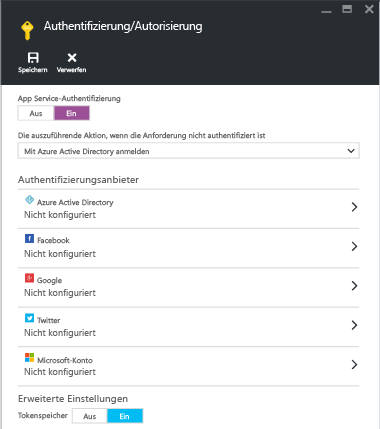 Authentifizierung/Autorisierung
Speichern Verwerfen
App Service-Authentifizierung
Aus Ein
Die auszuführende Aktion, wenn die Anforderung nicht authentifiziert ist
Mit Azure Active Directory anmelden
Authentifizierungsanbieter
Azure Active Directory
Nicht konfiguriert
Facebook
Nicht konfiguriert
Google
Nicht konfiguriert
Twitter
Nicht konfiguriert
Microsoft-Konto
Nicht konfiguriert
Erweiterte Einstellungen
Tokenspeicher Aus Ein